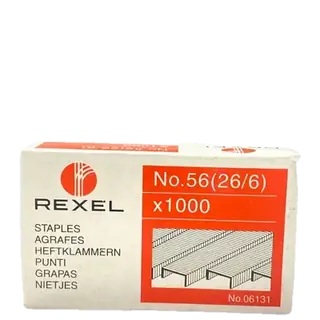 REXEL
STAPLES
AGRAFES
HEFTKLAMMERN
PUNTI
GRAPAS
NIETJES
No.56(26/6)
x1000
No.06131